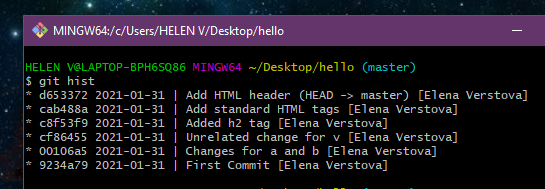 MINGW64:/c/Users/HELEN V/Desktop/hello
HELEN V@LAPTOP-BPH6SQ86 MINGW64 ~/Desktop/hello (master)
$ git hist
* d653372 2021-01-31 | Add HTML header (HEAD -> master) [Elena Verstova]
* cab488a 2021-01-31 | Add standard HTML tags [Elena Verstova]
* c8f53f9 2021-01-31 | Added h2 tag [Elena Verstova]
* cf86455 2021-01-31 | Unrelated change for v [Elena Verstova]
* 00106a5 2021-01-31 | Changes for a and b [Elena Verstova]
* 9234a79 2021-01-31 | First Commit [Elena Verstova]